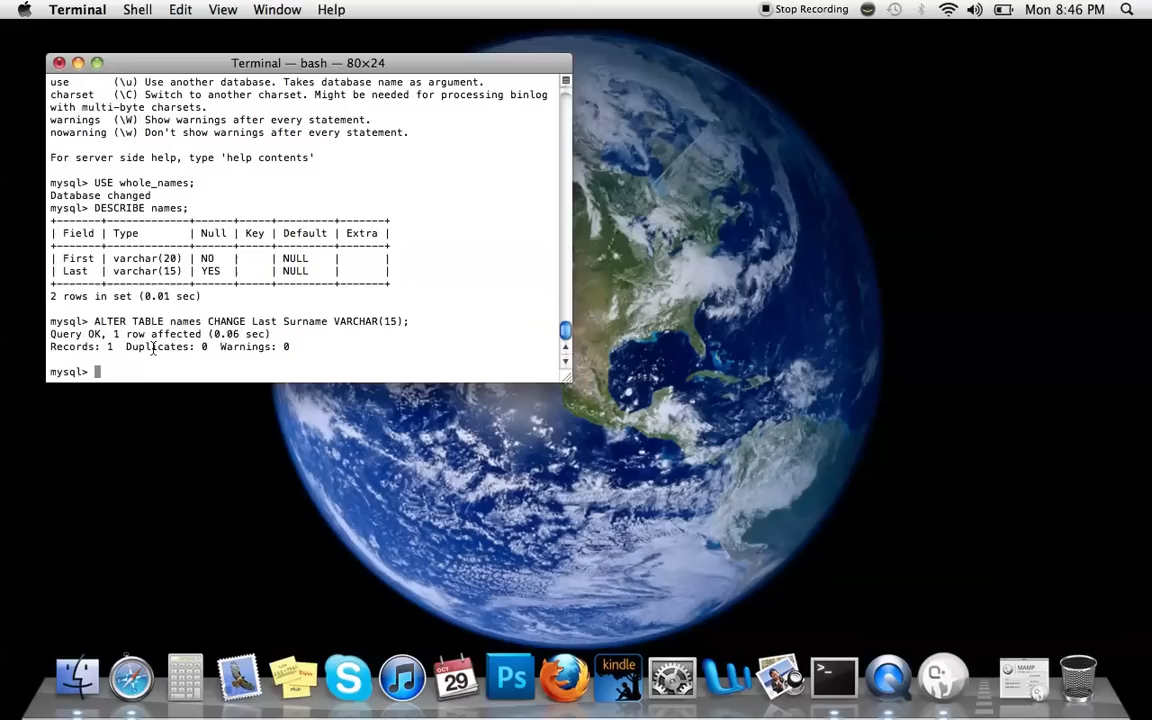 Terminal Shell Edit View Window Help Stop Recording Mon 8:46 PM
Terminal — bash — 80×24
use (\u) Use another database. Takes database name as argument.
charset (\C) Switch to another charset. Might be needed for processing binlog
with multi-byte charsets.
warnings (\W) Show warnings after every statement.
nowarning (\w) Don't show warnings after every statement.
For server side help, type 'help contents'
mysql> USE whole_names;
Database changed
mysql> DESCRIBE names;
+-------+-------------+------+-----+---------+-------+
| Field | Type | Null | Key | Default | Extra |
+-------+-------------+------+-----+---------+-------+
| First | varchar(20) | NO | | NULL | |
| Last | varchar(15) | YES | | NULL | |
+-------+-------------+------+-----+---------+-------+
2 rows in set (0.01 sec)
mysql> ALTER TABLE names CHANGE Last Surname VARCHAR(15);
Query OK, 1 row affected (0.06 sec)
Records: 1 Duplicates: 0 Warnings: 0
mysql>
OCT
29
Ps
kindle
>_
MAMP